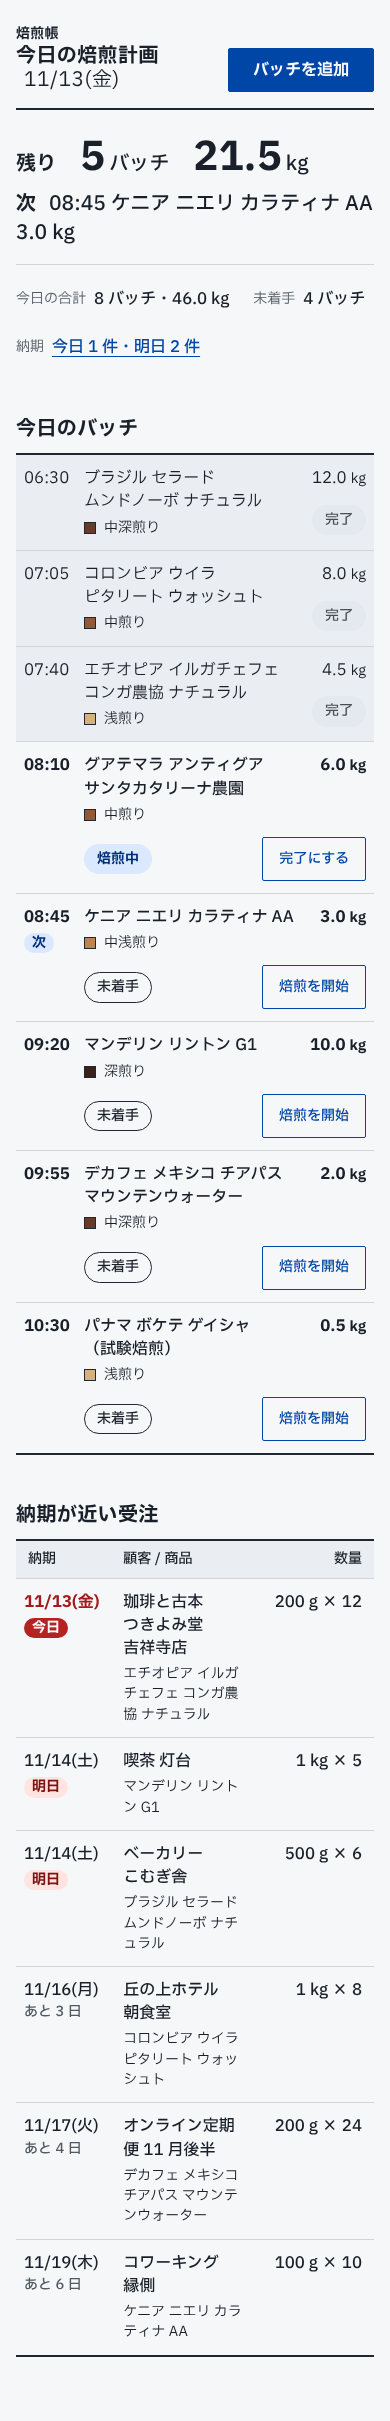 焙煎帳
今日の焙煎計画
11/13(金)
バッチを追加
残り 5 バッチ 21.5 kg
次 08:45 ケニア ニエリ カラティナ AA
3.0 kg
今日の合計 8 バッチ・46.0 kg 未着手 4 バッチ
納期 今日 1 件・明日 2 件
今日のバッチ
06:30 ブラジル セラード 12.0 kg
ムンドノーボ ナチュラル
中深煎り 完了
07:05 コロンビア ウイラ 8.0 kg
ピタリート ウォッシュト
中煎り 完了
07:40 エチオピア イルガチェフェ 4.5 kg
コンガ農協 ナチュラル
浅煎り 完了
08:10 グアテマラ アンティグア 6.0 kg
サンタカタリーナ農園
中煎り
焙煎中 完了にする
08:45 ケニア ニエリ カラティナ AA 3.0 kg
次 中浅煎り
未着手 焙煎を開始
09:20 マンデリン リントン G1 10.0 kg
深煎り
未着手 焙煎を開始
09:55 デカフェ メキシコ チアパス 2.0 kg
マウンテンウォーター
中深煎り
未着手 焙煎を開始
10:30 パナマ ボケテ ゲイシャ 0.5 kg
（試験焙煎）
浅煎り
未着手 焙煎を開始
納期が近い受注
納期 顧客 / 商品 数量
11/13(金) 珈琲と古本 200 g × 12
今日 つきよみ堂
吉祥寺店
エチオピア イルガ
チェフェ コンガ農
協 ナチュラル
11/14(土) 喫茶 灯台 1 kg × 5
明日 マンデリン リント
ン G1
11/14(土) ベーカリー 500 g × 6
明日 こむぎ舎
ブラジル セラード
ムンドノーボ ナチ
ュラル
11/16(月) 丘の上ホテル 1 kg × 8
あと 3 日 朝食室
コロンビア ウイラ
ピタリート ウォッ
シュト
11/17(火) オンライン定期 200 g × 24
あと 4 日 便 11 月後半
デカフェ メキシコ
チアパス マウンテ
ンウォーター
11/19(木) コワーキング 100 g × 10
あと 6 日 縁側
ケニア ニエリ カラ
ティナ AA